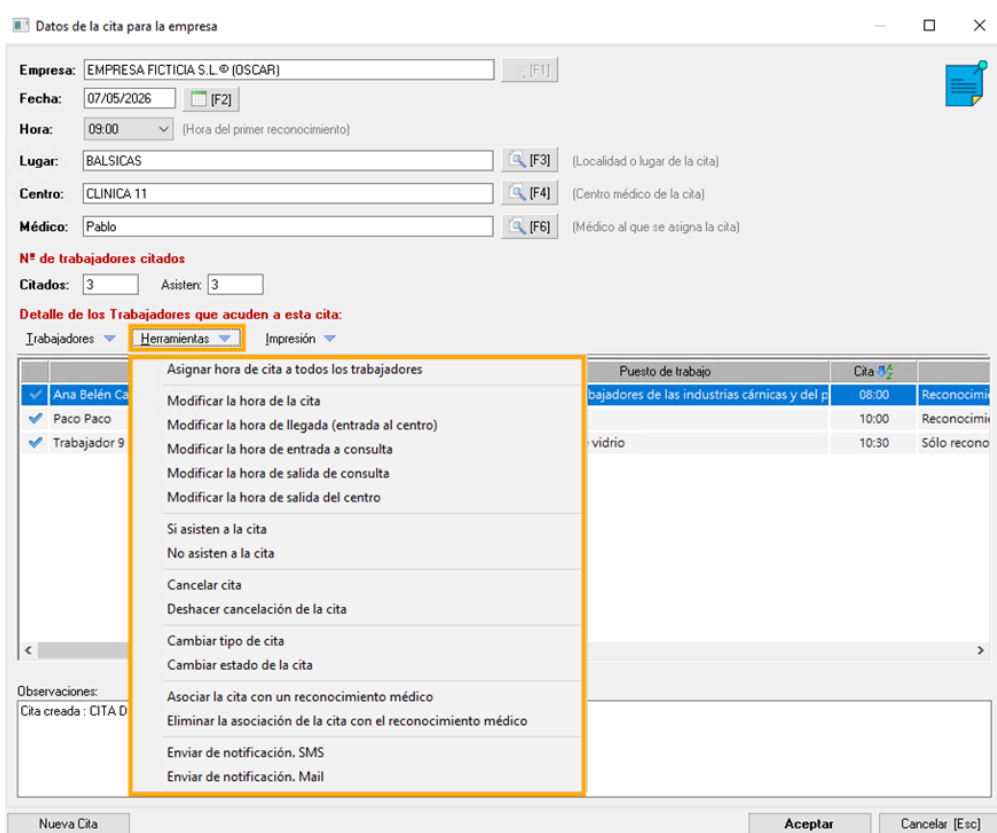 Datos de la cita para la empresa
Empresa: EMPRESA FICTICIA S.L.® (OSCAR) [F1]
Fecha: 07/05/2026 [F2]
Hora: 09:00 (Hora del primer reconocimiento)
Lugar: BALSICAS [F3] (Localidad o lugar de la cita)
Centro: CLINICA 11 [F4] (Centro médico de la cita)
Médico: Pablo [F6] (Médico al que se asigna la cita)
Nº de trabajadores citados
Citados: 3 Asisten: 3
Detalle de los Trabajadores que acuden a esta cita:
Trabajadores Herramientas Impresión
Puesto de trabajo Cita
Ana Belén Ca bajadores de las industrias cárnicas y del p 08:00 Reconocimie
Paco Paco 10:00 Reconocimie
Trabajador 9 vidrio 10:30 Sólo recono
Asignar hora de cita a todos los trabajadores
Modificar la hora de la cita
Modificar la hora de llegada (entrada al centro)
Modificar la hora de entrada a consulta
Modificar la hora de salida de consulta
Modificar la hora de salida del centro
Si asisten a la cita
No asisten a la cita
Cancelar cita
Deshacer cancelación de la cita
Cambiar tipo de cita
Cambiar estado de la cita
Asociar la cita con un reconocimiento médico
Eliminar la asociación de la cita con el reconocimiento médico
Enviar de notificación. SMS
Enviar de notificación. Mail
Observaciones:
Cita creada : CITA D
Nueva Cita Aceptar Cancelar [Esc]